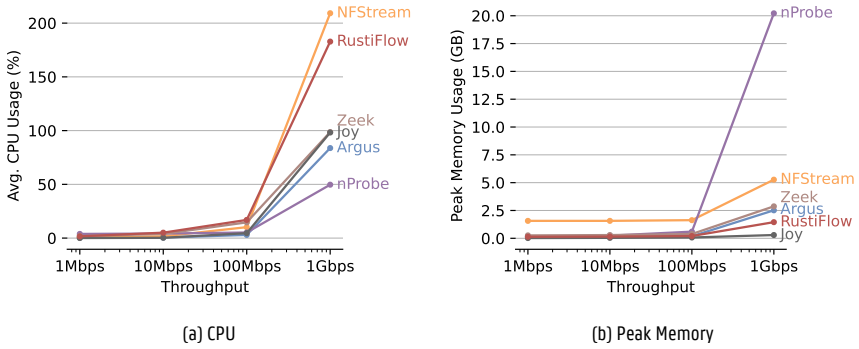 Avg. CPU Usage (%)
200
150
100
50
0
NFStream
RustiFlow
Zeek
Joy
Argus
nProbe
1Mbps 10Mbps 100Mbps 1Gbps
Throughput
(a) CPU
Peak Memory Usage (GB)
20.0
17.5
15.0
12.5
10.0
7.5
5.0
2.5
0.0
nProbe
NFStream
Zeek
Argus
RustiFlow
Joy
1Mbps 10Mbps 100Mbps 1Gbps
Throughput
(b) Peak Memory